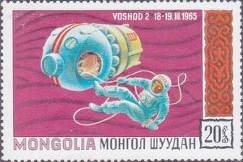 VOSHOD 2 18-19.III.1965
MONGOLIA МОНГОЛ ШУУДАН 20